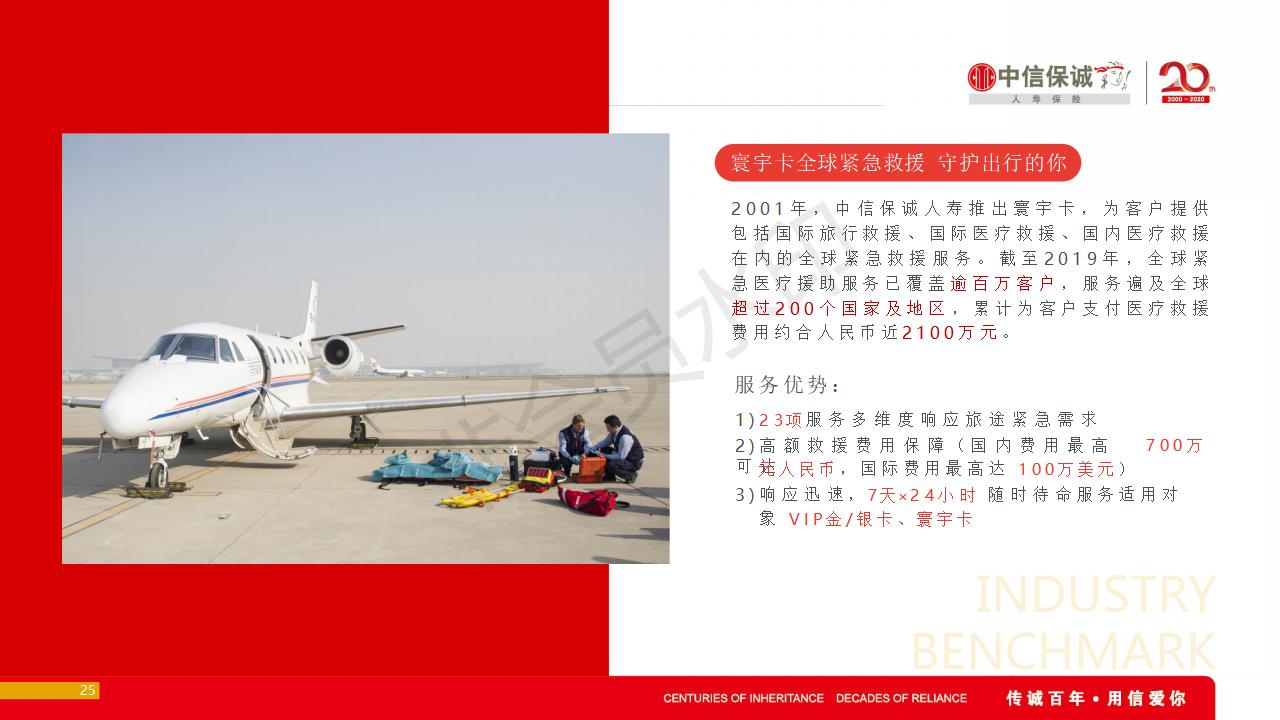 中信保诚
人寿保险
20th
2000-2020
寰宇卡全球紧急救援 守护出行的你
2001年，中信保诚人寿推出寰宇卡，为客户提供
包括国际旅行救援、国际医疗救援、国内医疗救援
在内的全球紧急救援服务。截至2019年，全球紧
急医疗援助服务已覆盖逾百万客户，服务遍及全球
超过200个国家及地区，累计为客户支付医疗救援
费用约合人民币近2100万元。
服务优势：
1)23项服务多维度响应旅途紧急需求
2)高额救援费用保障（国内费用最高 700万
可达人民币，国际费用最高达 100万美元）
3)响应迅速，7天×24小时 随时待命服务适用对
象 VIP金/银卡、寰宇卡
非会员水印
INDUSTRY
BENCHMARK
25
CENTURIES OF INHERITANCE DECADES OF RELIANCE
传诚百年•用信爱你